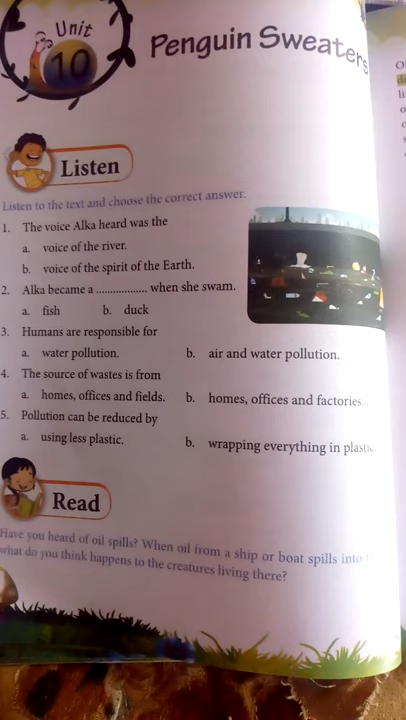 Unit
10
Penguin Sweaters
Listen
Listen to the text and choose the correct answer.
1. The voice Alka heard was the
a. voice of the river.
b. voice of the spirit of the Earth.
2. Alka became a .................. when she swam.
a. fish b. duck
3. Humans are responsible for
a. water pollution. b. air and water pollution.
4. The source of wastes is from
a. homes, offices and fields. b. homes, offices and factories.
5. Pollution can be reduced by
a. using less plastic. b. wrapping everything in plastic
Read
Have you heard of oil spills? When oil from a ship or boat spills into
what do you think happens to the creatures living there?